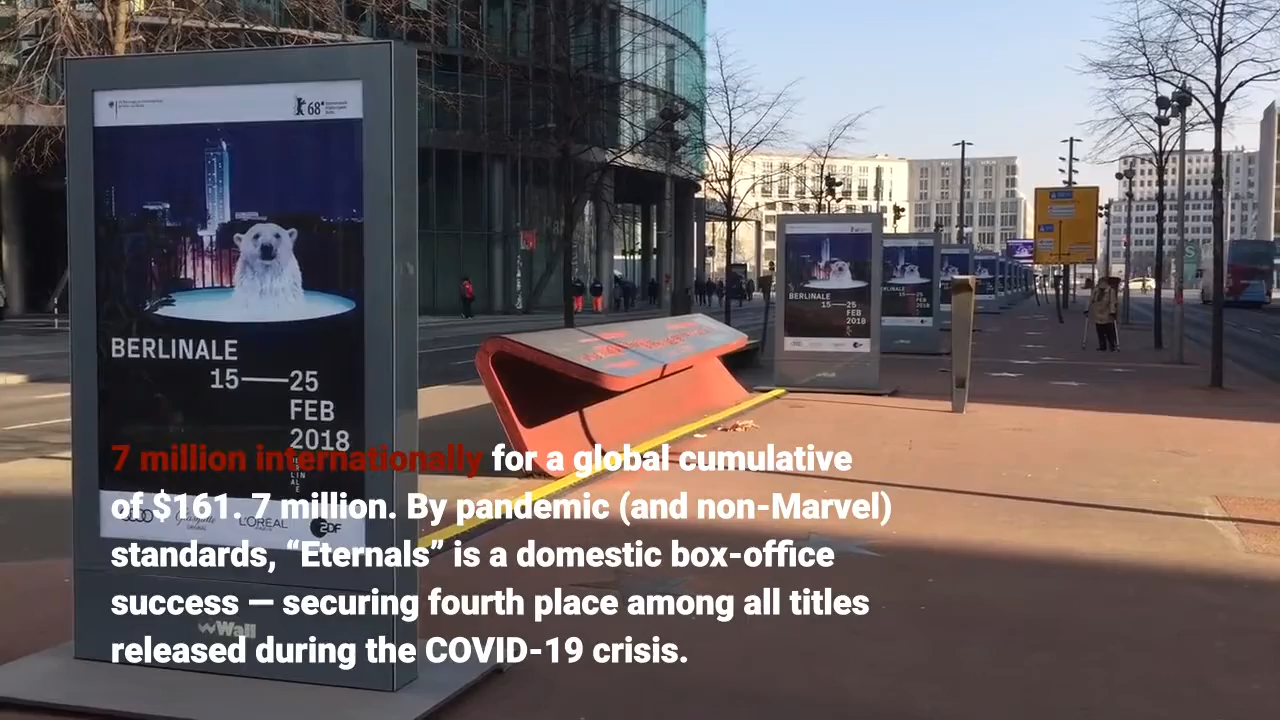 68
BERLINALE
15—25
FEB
2018
BERLINALE
15—25
FEB
2018
7 million internationally for a global cumulative
of $161. 7 million. By pandemic (and non-Marvel)
standards, “Eternals” is a domestic box-office
success — securing fourth place among all titles
released during the COVID-19 crisis.
L'ORÉAL
ZDF
Wall